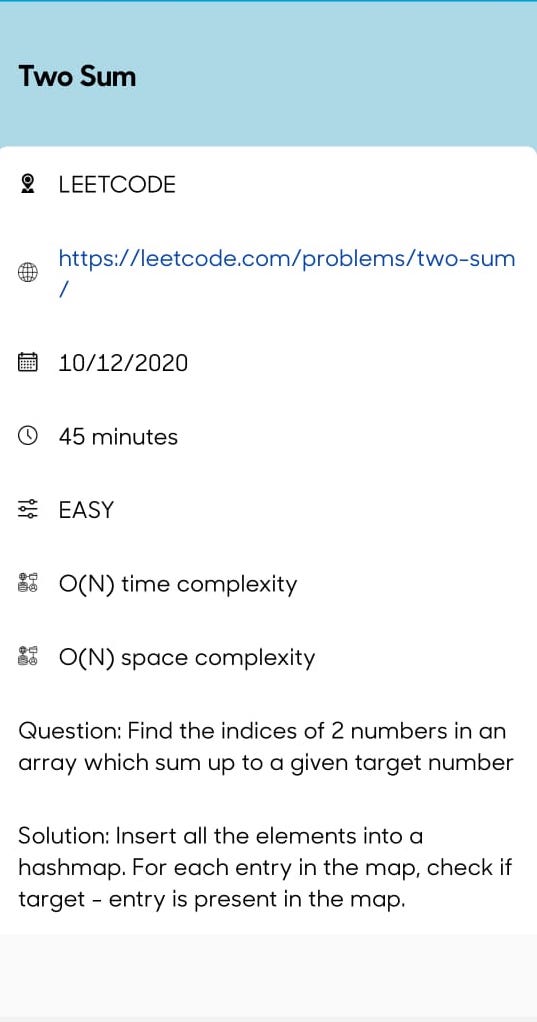 Two Sum
LEETCODE
https://leetcode.com/problems/two-sum
/
10/12/2020
45 minutes
EASY
O(N) time complexity
O(N) space complexity
Question: Find the indices of 2 numbers in an
array which sum up to a given target number
Solution: Insert all the elements into a
hashmap. For each entry in the map, check if
target - entry is present in the map.